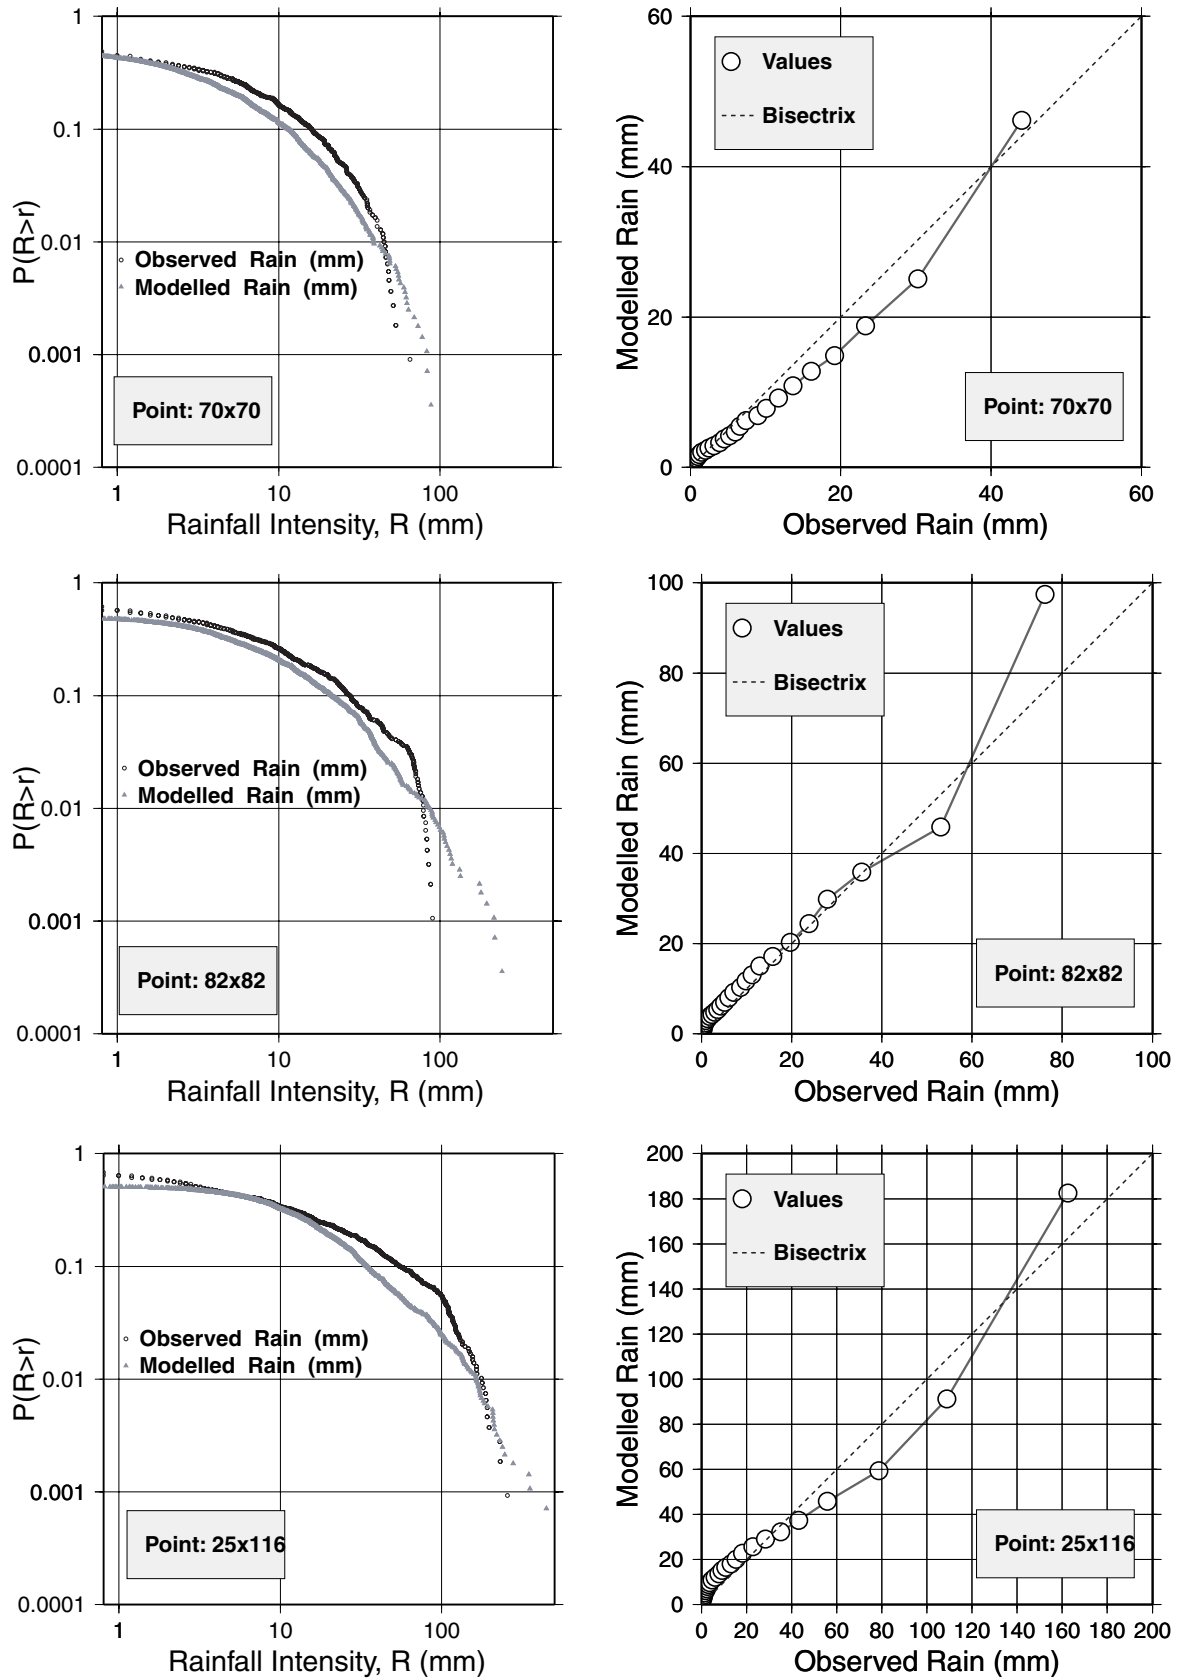 1
0.1
0.01
0.001
0.0001
P(R>r)
Observed Rain (mm)
Modelled Rain (mm)
Point: 70x70
1 10 100
Rainfall Intensity, R (mm)
60
40
20
0
Modelled Rain (mm)
Values
Bisectrix
Point: 70x70
0 20 40 60
Observed Rain (mm)
1
0.1
0.01
0.001
0.0001
P(R>r)
Observed Rain (mm)
Modelled Rain (mm)
Point: 82x82
1 10 100
Rainfall Intensity, R (mm)
100
80
60
40
20
0
Modelled Rain (mm)
Values
Bisectrix
Point: 82x82
0 20 40 60 80 100
Observed Rain (mm)
1
0.1
0.01
0.001
0.0001
P(R>r)
Observed Rain (mm)
Modelled Rain (mm)
Point: 25x116
1 10 100
Rainfall Intensity, R (mm)
200
180
160
140
120
100
80
60
40
20
0
Modelled Rain (mm)
Values
Bisectrix
Point: 25x116
0 20 40 60 80 100 120 140 160 180 200
Observed Rain (mm)